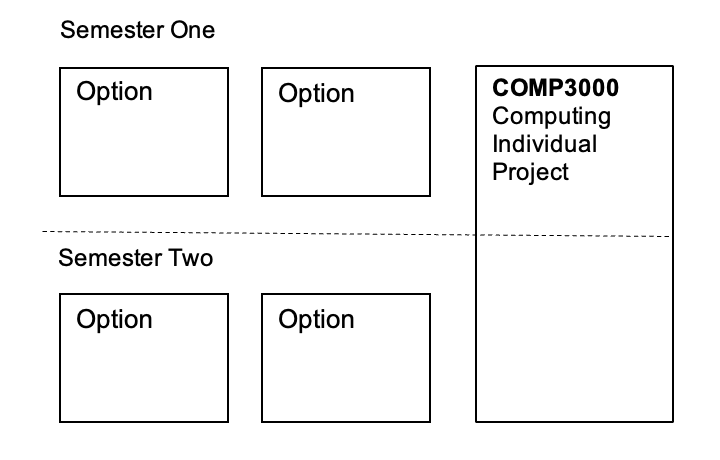 Semester One
Option
Option
COMP3000
Computing
Individual
Project
Semester Two
Option
Option